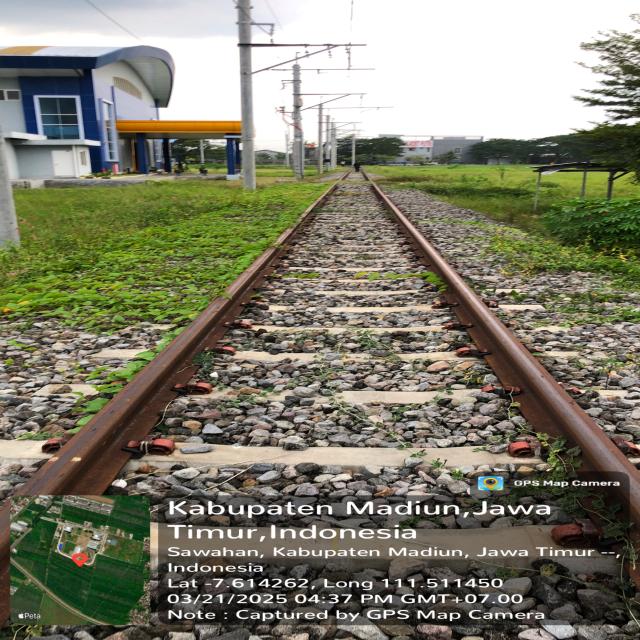 GPS Map Camera
Kabupaten Madiun,Jawa
Timur,Indonesia
Sawahan, Kabupaten Madiun, Jawa Timur --,
Indonesia
Lat -7.614262, Long 111.511450
03/21/2025 04:37 PM GMT+07.00
Note : Captured by GPS Map Camera
Peta